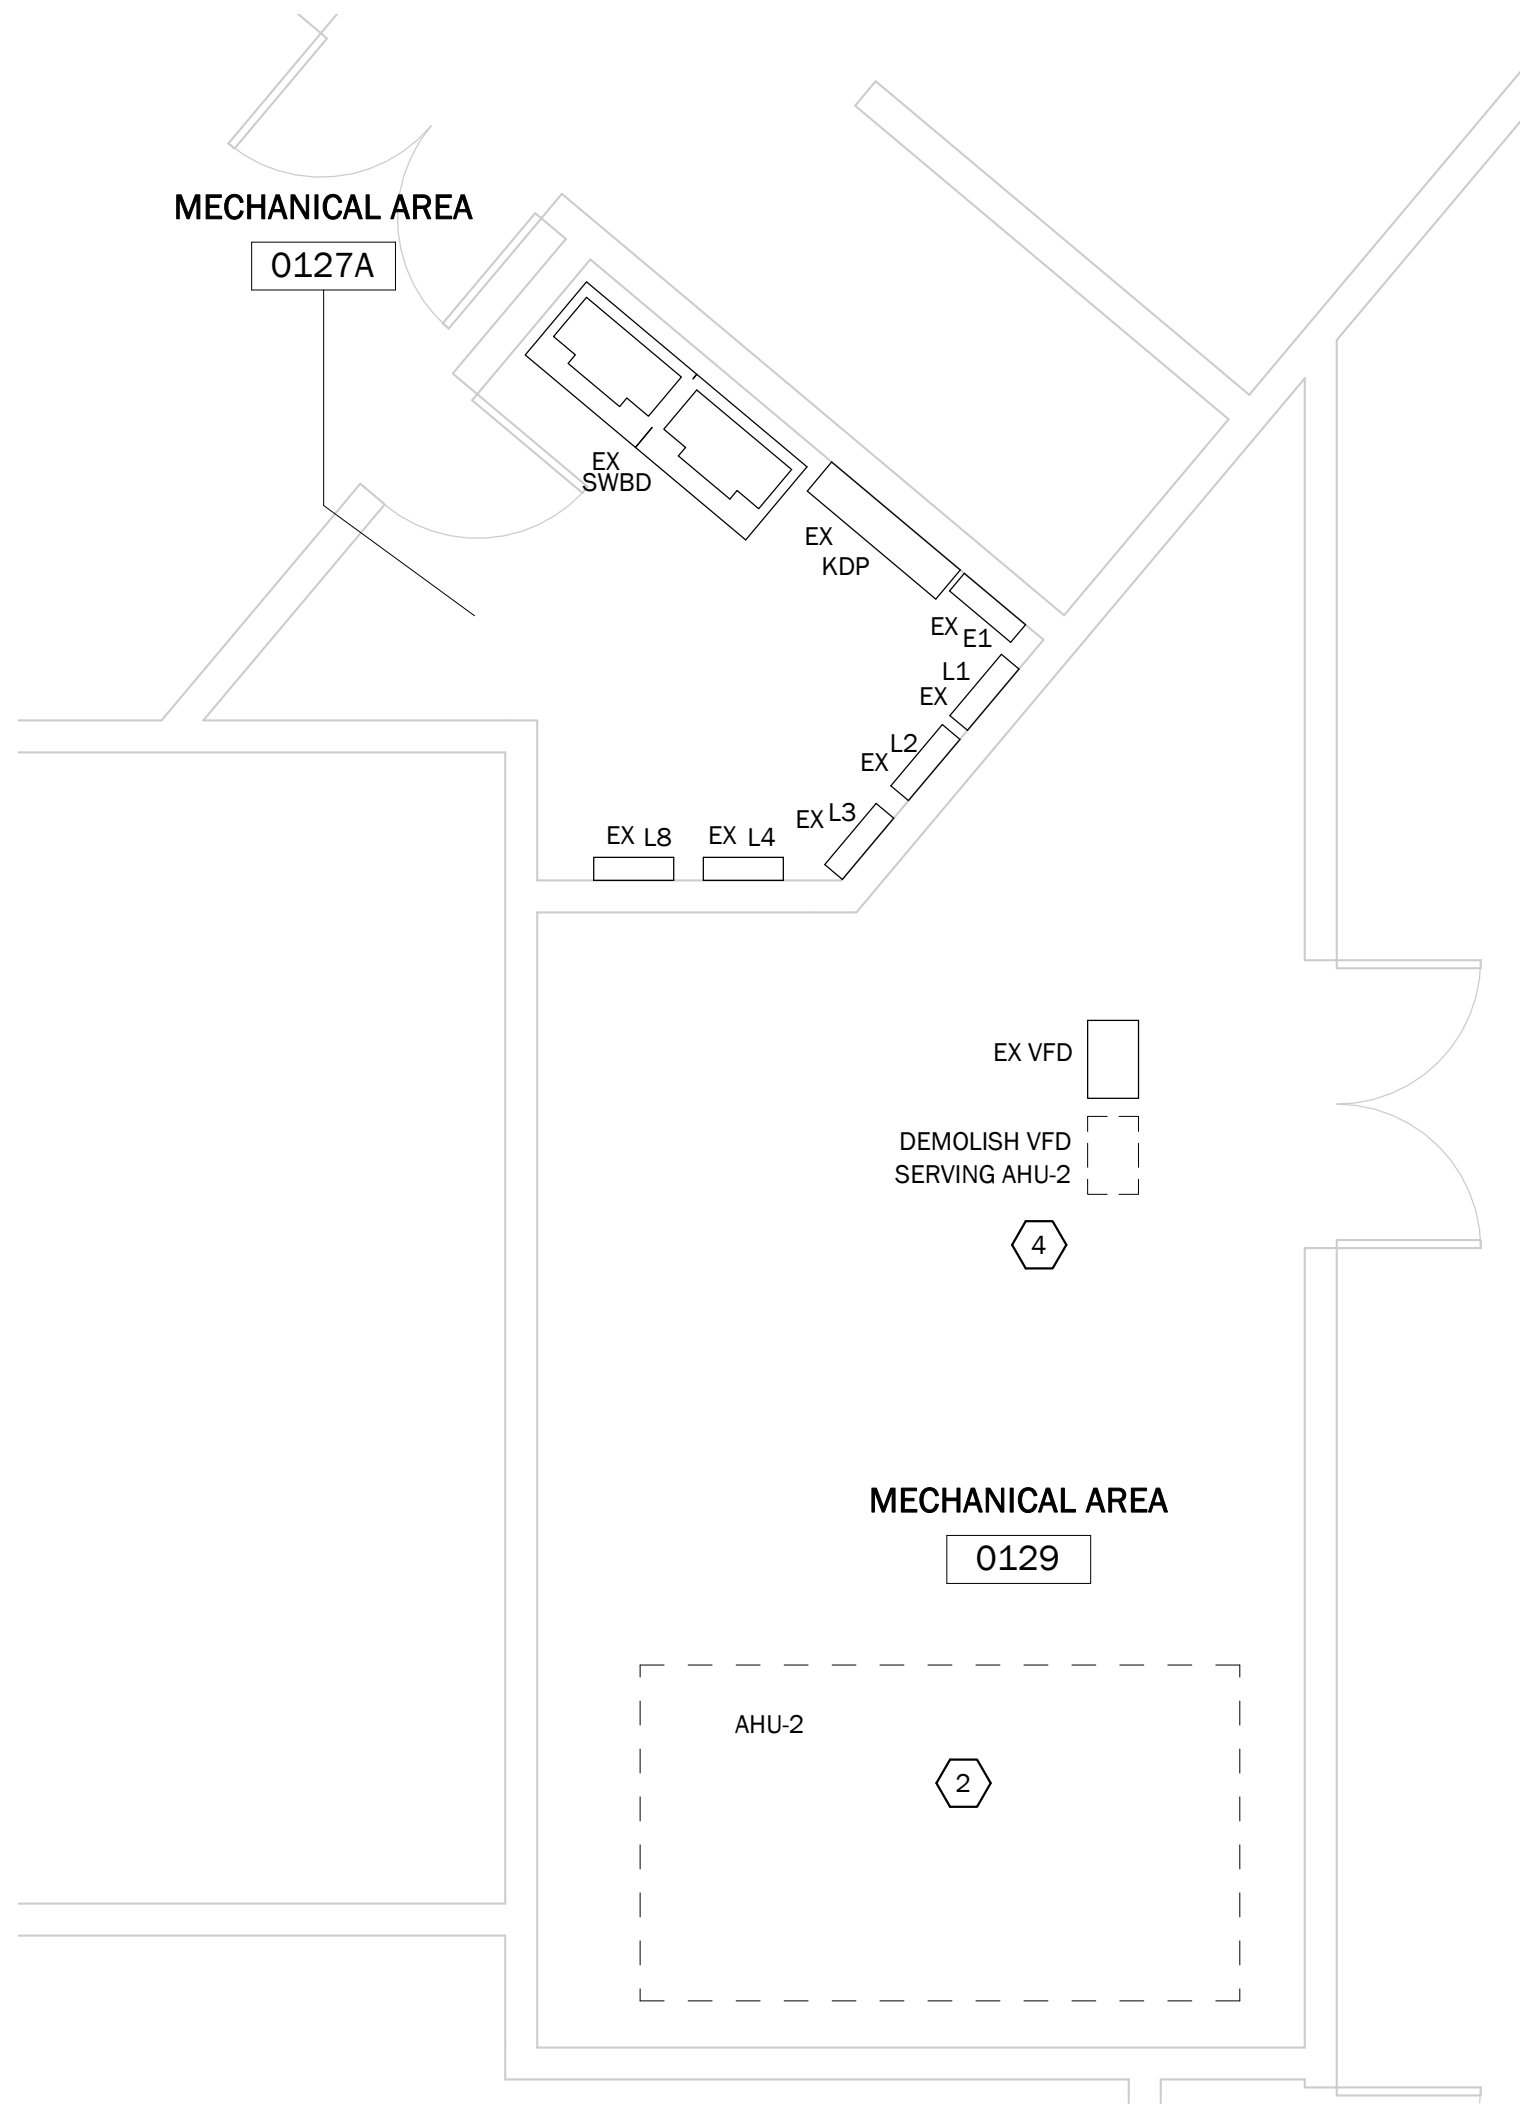 MECHANICAL AREA
0127A
EX
SWBD
EX
KDP
EX
E1
L1
EX
L2
EX
L3
EX
EX L8
EX L4
EX VFD
DEMOLISH VFD
SERVING AHU-2
4
MECHANICAL AREA
0129
AHU-2
2